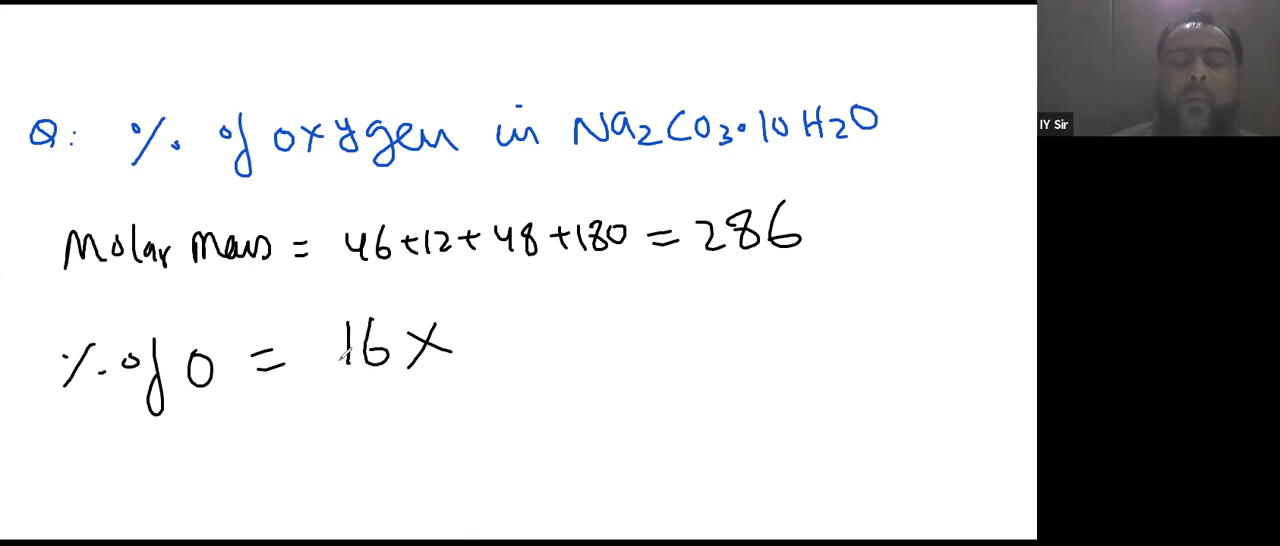 Q: % of oxygen in Na2CO3.10H2O
IY Sir
Molar Mass = 46+12+48+180 = 286
% of O = 16 ×